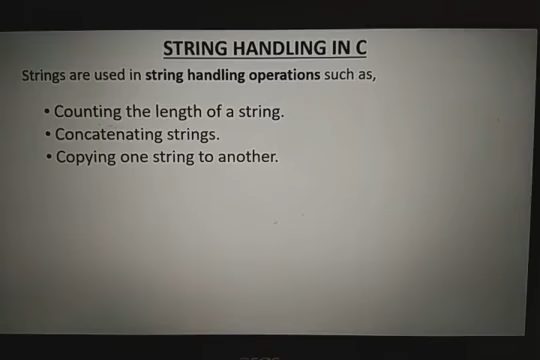 STRING HANDLING IN C
Strings are used in string handling operations such as,
• Counting the length of a string.
• Concatenating strings.
• Copying one string to another.